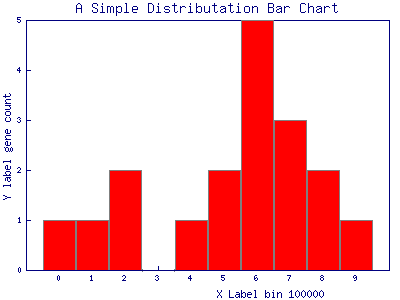 A Simple Distributation Bar Chart
Y label gene count
5
4
3
2
1
0
0 1 2 3 4 5 6 7 8 9
X Label bin 100000